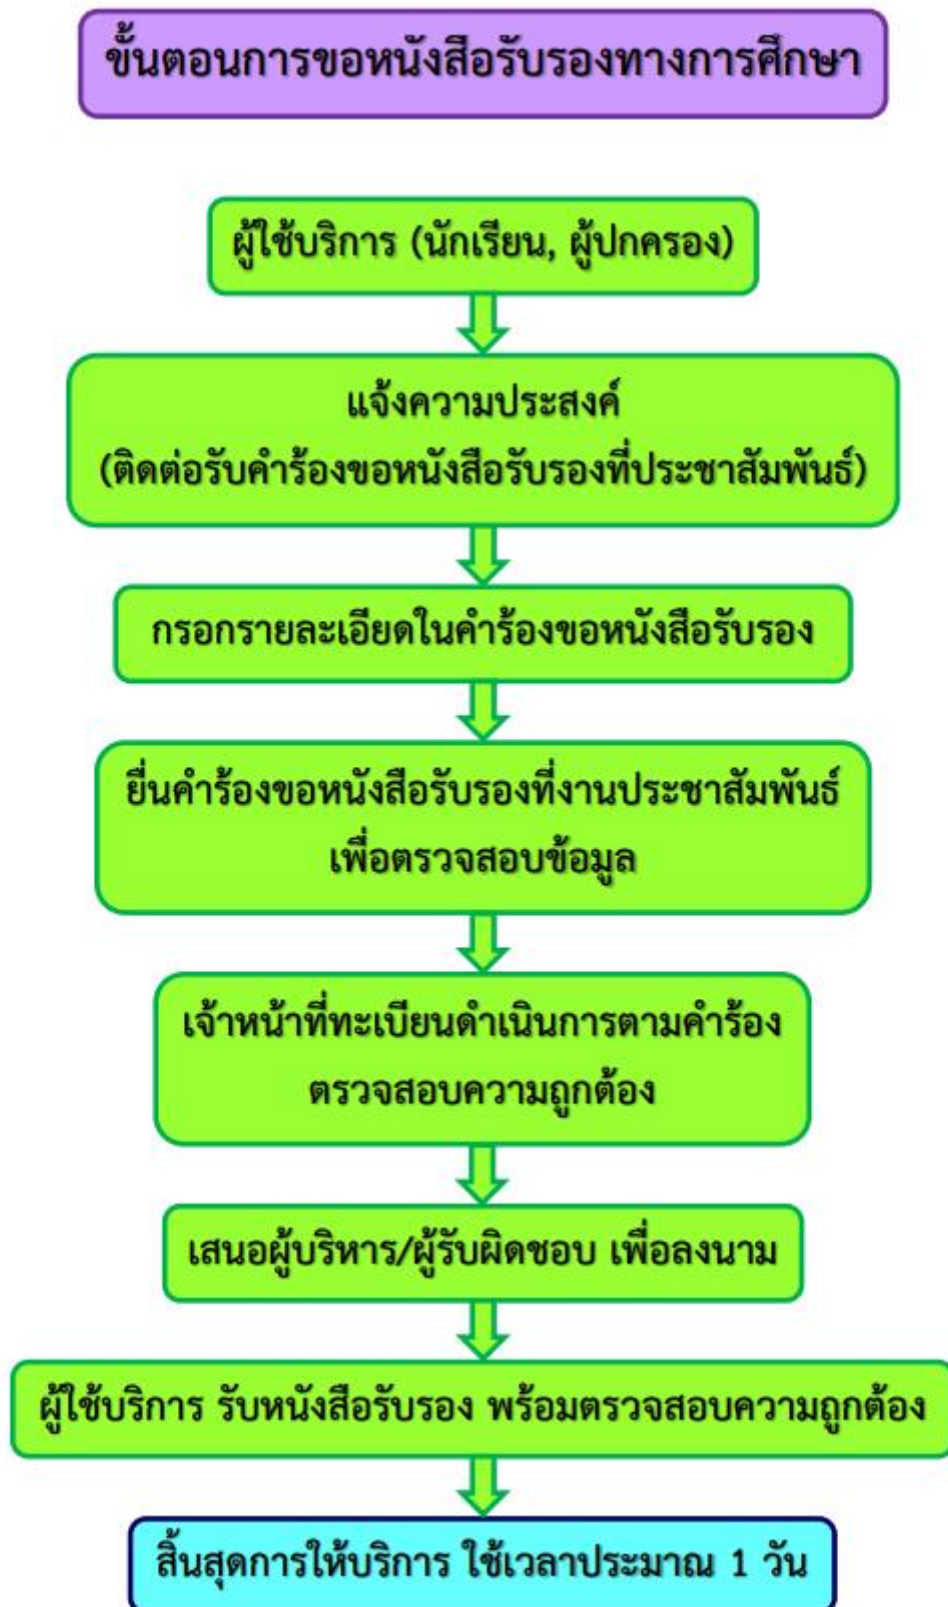 ขั้นตอนการขอหนังสือรับรองทางการศึกษา
ผู้ใช้บริการ (นักเรียน, ผู้ปกครอง)
แจ้งความประสงค์
(ติดต่อรับคำร้องขอหนังสือรับรองที่ประชาสัมพันธ์)
กรอกรายละเอียดในคำร้องขอหนังสือรับรอง
ยื่นคำร้องขอหนังสือรับรองที่งานประชาสัมพันธ์
เพื่อตรวจสอบข้อมูล
เจ้าหน้าที่ทะเบียนดำเนินการตามคำร้อง
ตรวจสอบความถูกต้อง
เสนอผู้บริหาร/ผู้รับผิดชอบ เพื่อลงนาม
ผู้ใช้บริการ รับหนังสือรับรอง พร้อมตรวจสอบความถูกต้อง
สิ้นสุดการให้บริการ ใช้เวลาประมาณ 1 วัน